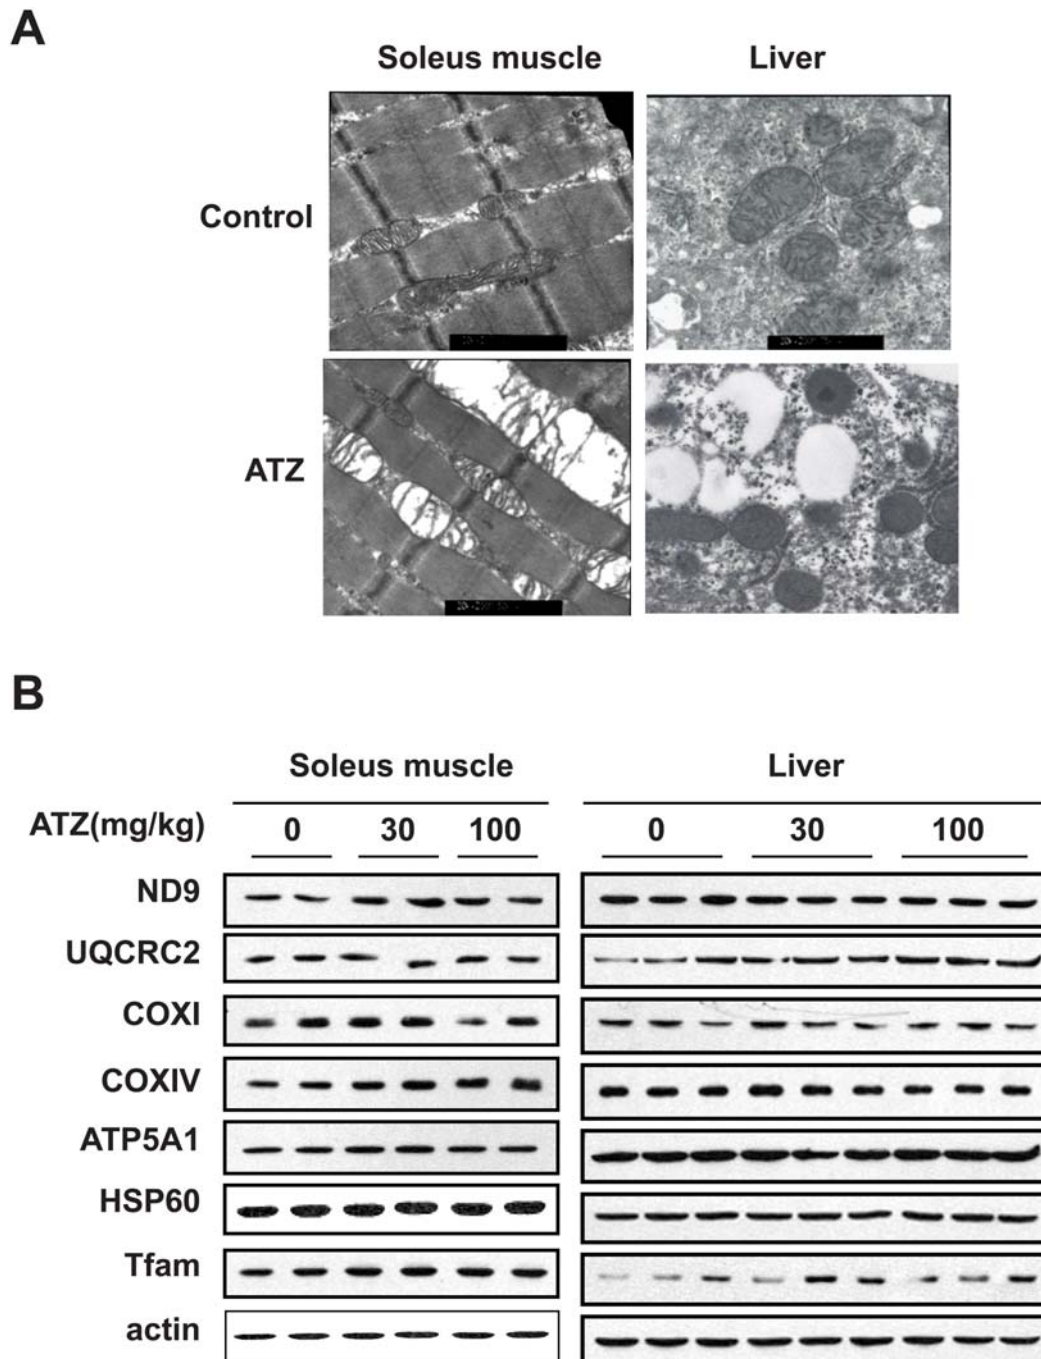 A
Soleus muscle Liver
Control
ATZ
B
Soleus muscle Liver
ATZ(mg/kg) 0 30 100 0 30 100
ND9
UQCRC2
COXI
COXIV
ATP5A1
HSP60
Tfam
actin